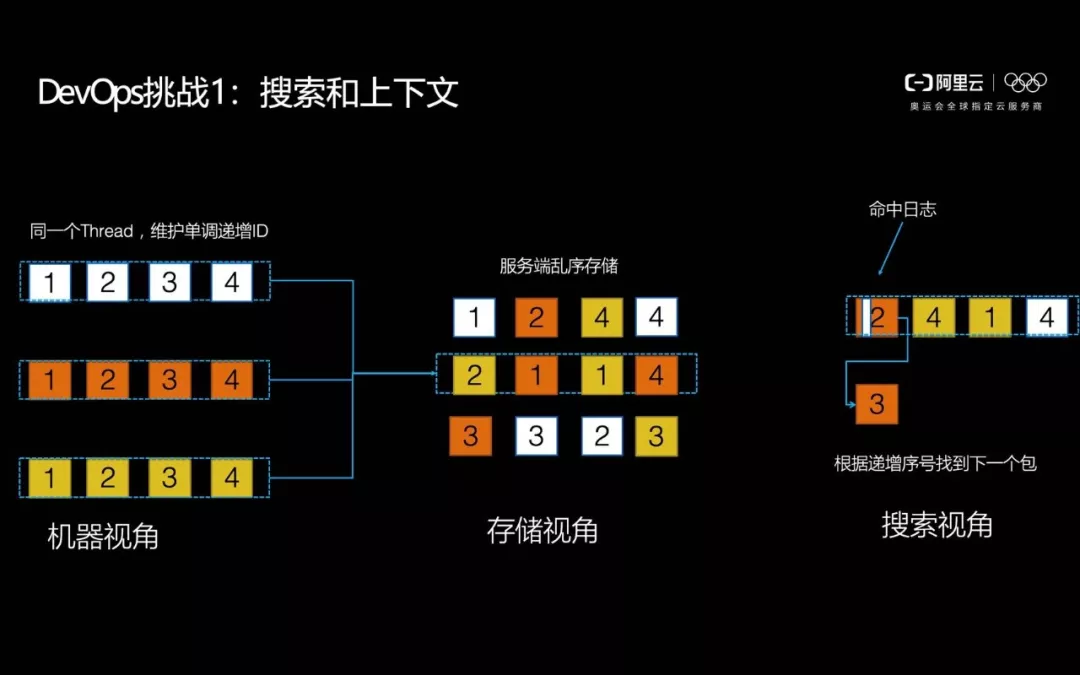 DevOps挑战1：搜索和上下文
阿里云
奥运会全球指定云服务商
同一个Thread，维护单调递增ID
1 2 3 4
1 2 3 4
1 2 3 4
机器视角
服务端乱序存储
1 2 4 4
2 1 1 4
3 3 2 3
存储视角
命中日志
2 4 1 4
3
根据递增序号找到下一个包
搜索视角